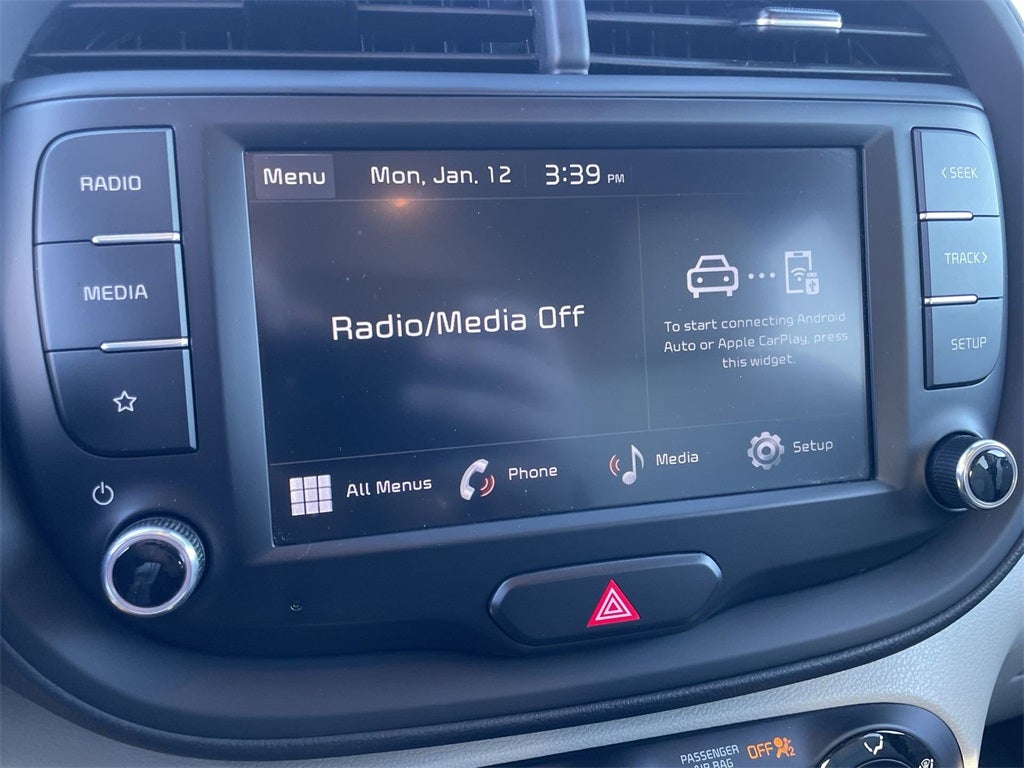 RADIO
MEDIA
Menu
Mon, Jan. 12
3:39 PM
Radio/Media Off
To start connecting Android
Auto or Apple CarPlay, press
this widget.
All Menus
Phone
Media
Setup
<SEEK
TRACK>
SETUP
PASSENGER
AIR BAG
OFF
2